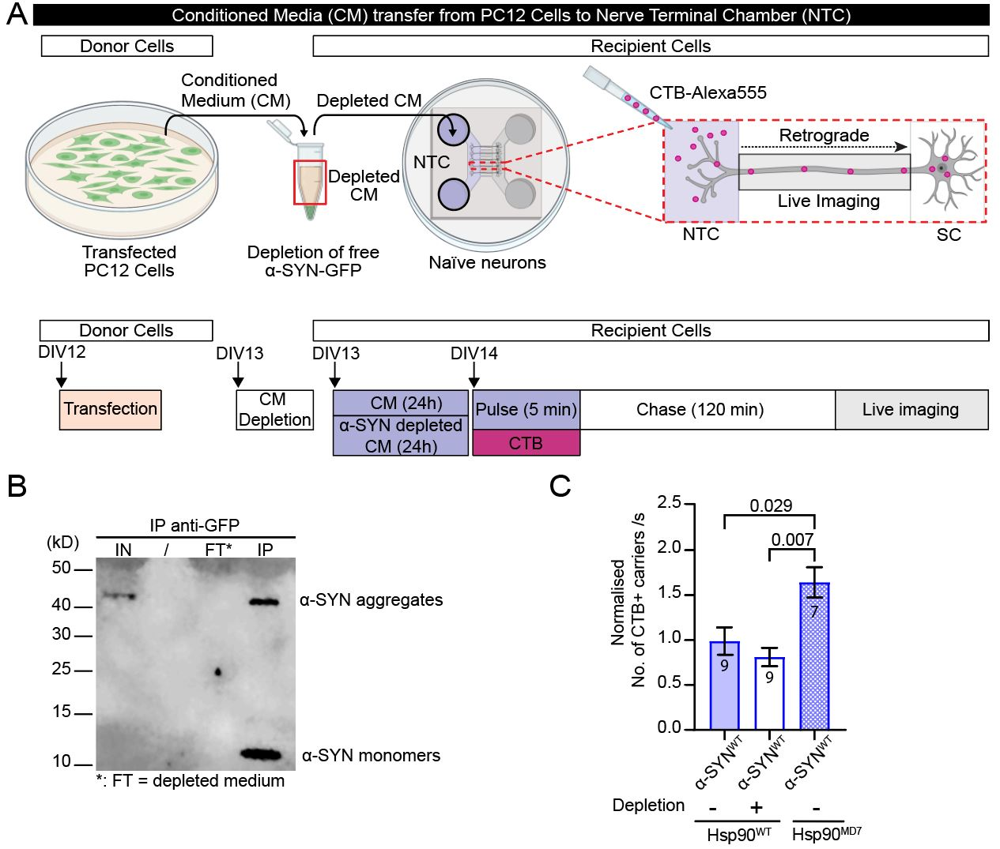 A
Conditioned Media (CM) transfer from PC12 Cells to Nerve Terminal Chamber (NTC)
Donor Cells
Recipient Cells
Conditioned
Medium (CM)
Depleted CM
CTB-Alexa555
NTC
Depleted
CM
Retrograde
Live Imaging
NTC
SC
Transfected
PC12 Cells
Depletion of free
α-SYN-GFP
Naïve neurons
Donor Cells
Recipient Cells
DIV12
DIV13
DIV13
DIV14
Transfection
CM
Depletion
CM (24h)
α-SYN depleted
CM (24h)
Pulse (5 min)
CTB
Chase (120 min)
Live imaging
B
IP anti-GFP
(kD)
IN / FT* IP
50
40
30
25
15
10
α-SYN aggregates
α-SYN monomers
*: FT = depleted medium
C
Normalised
No. of CTB+ carriers /s
2.5
2.0
1.5
1.0
0.5
0.0
0.029
0.007
9
9
7
α-SYNWT
α-SYNWT
α-SYNWT
Depletion - + -
Hsp90WT
Hsp90MD7